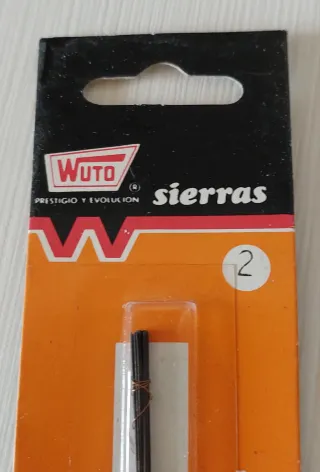 WUTO
®
PRESTIGIO Y EVOLUCION
sierras
2